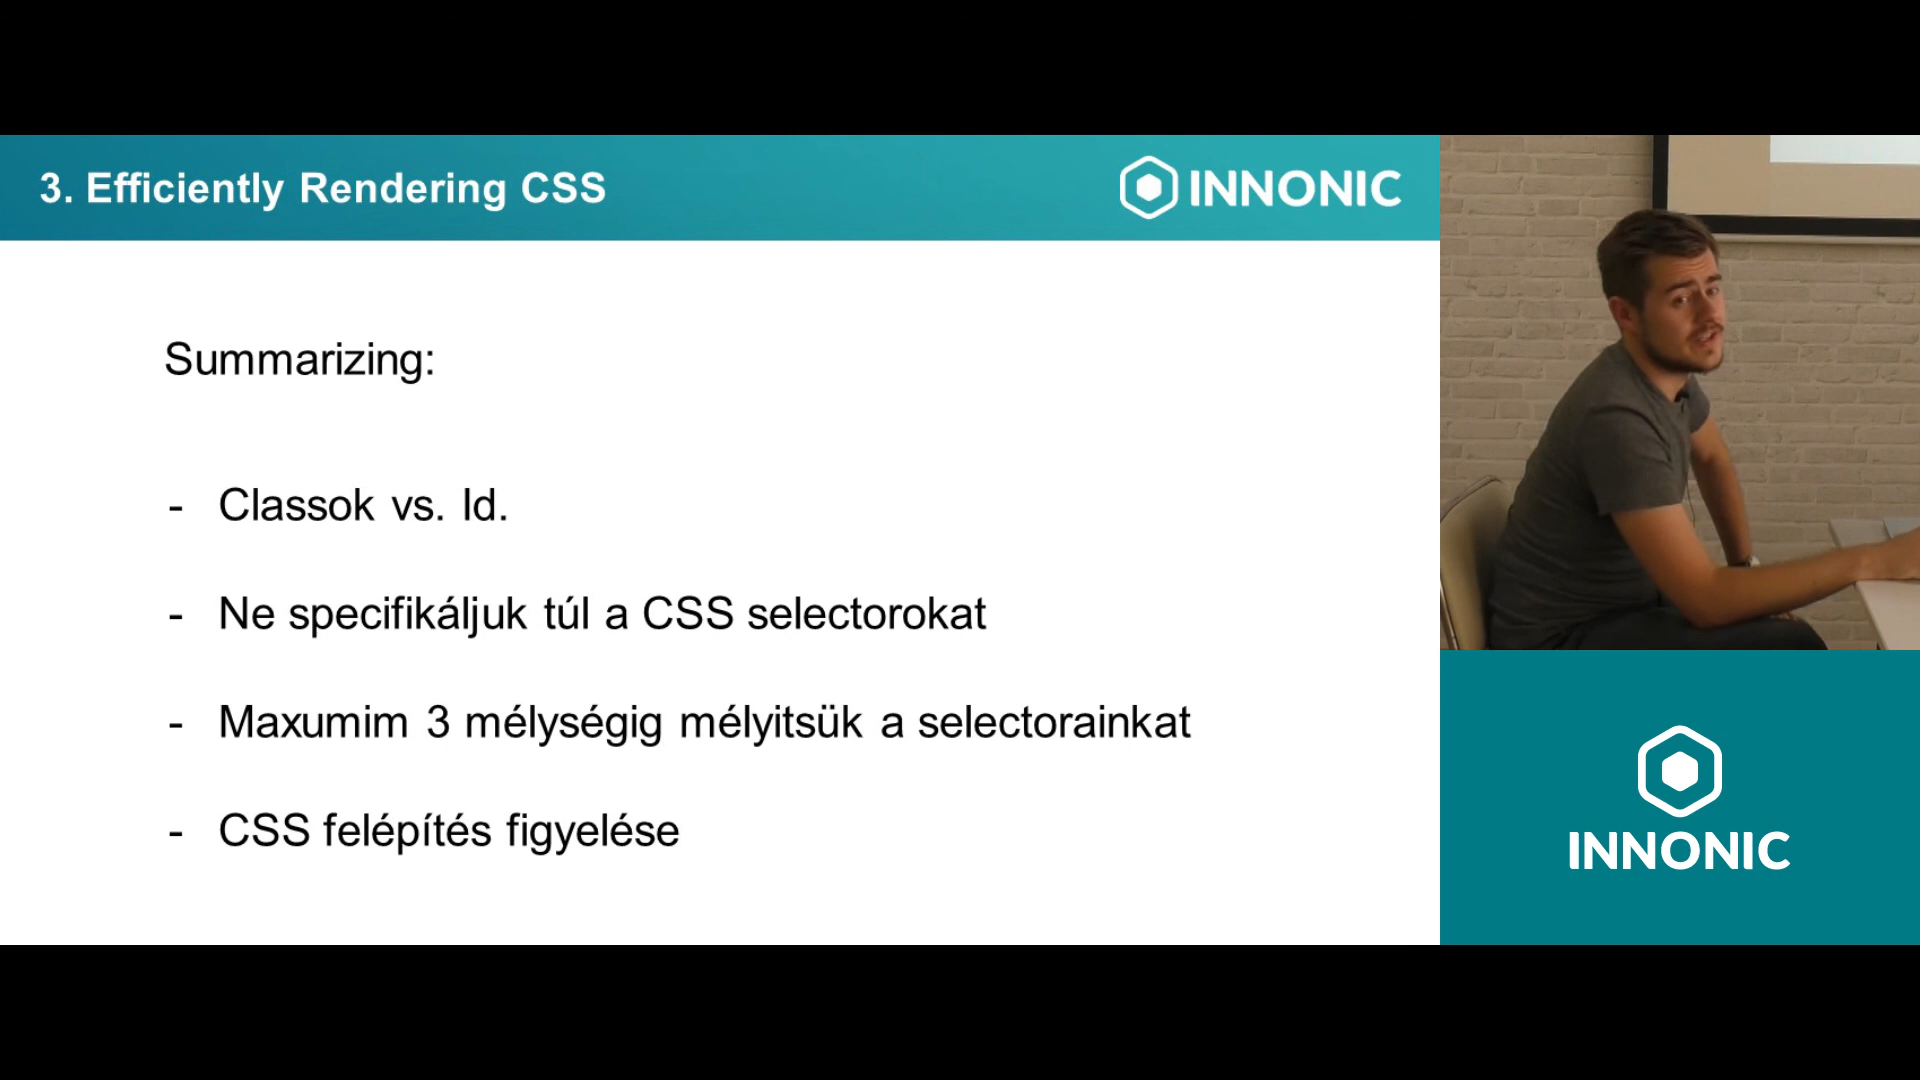 3. Efficiently Rendering CSS
INNONIC
Summarizing:
- Classok vs. Id.
- Ne specifikáljuk túl a CSS selectorokat
- Maxumim 3 mélységig mélyitsük a selectorainkat
- CSS felépítés figyelése
INNONIC